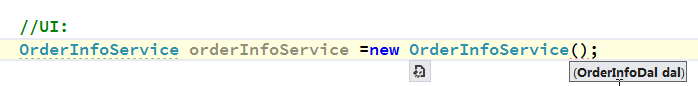 //UI:
OrderInfoService orderInfoService =new OrderInfoService();
(OrderInfoDal dal)